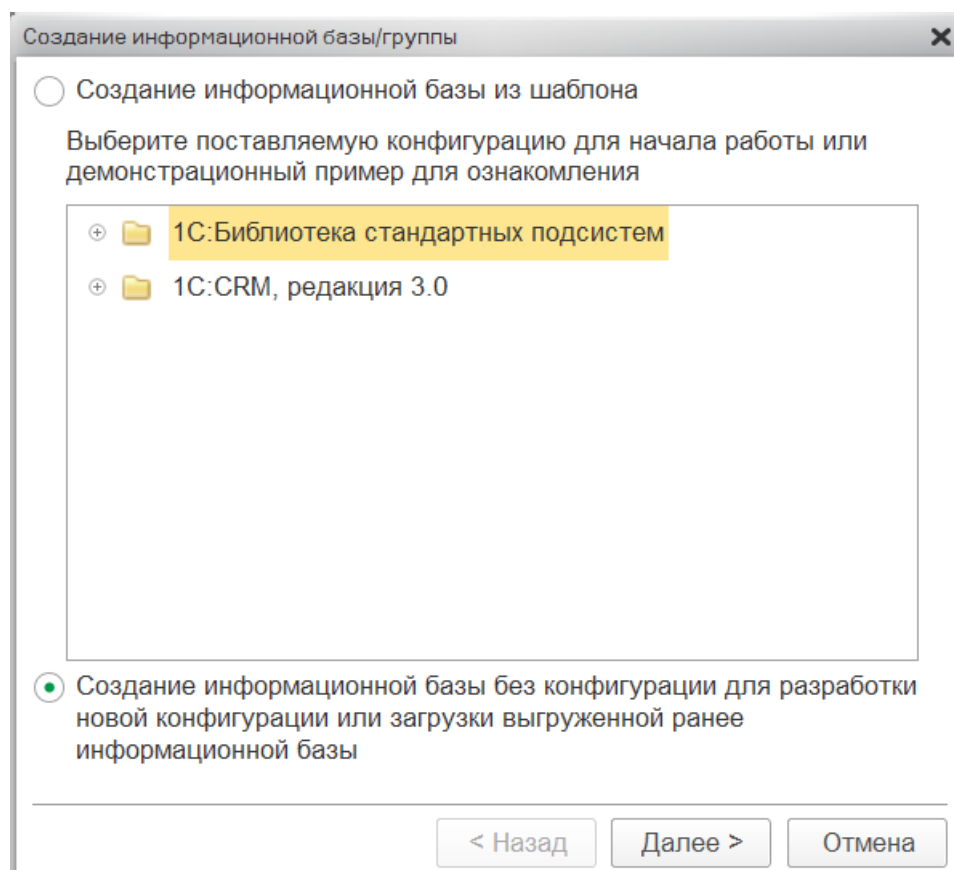 Создание информационной базы/группы
Создание информационной базы из шаблона
Выберите поставляемую конфигурацию для начала работы или
демонстрационный пример для ознакомления
1С:Библиотека стандартных подсистем
1С:CRM, редакция 3.0
Создание информационной базы без конфигурации для разработки
новой конфигурации или загрузки выгруженной ранее
информационной базы
< Назад Далее > Отмена